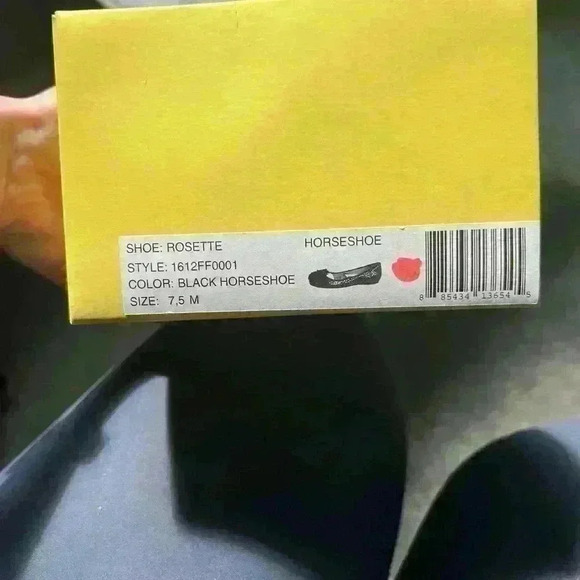 SHOE: ROSETTE HORSESHOE
STYLE: 1612FF0001
COLOR: BLACK HORSESHOE
SIZE: 7,5 M
8 85434 13654 5